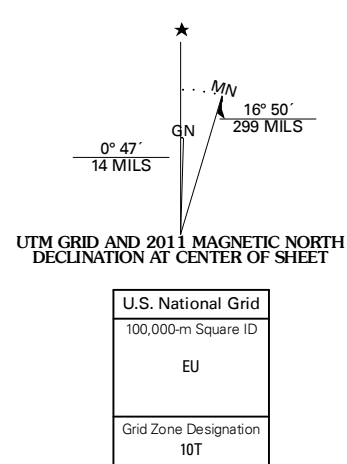 ★
MN
GN
16° 50´
299 MILS
0° 47´
14 MILS
UTM GRID AND 2011 MAGNETIC NORTH
DECLINATION AT CENTER OF SHEET
U.S. National Grid
100,000-m Square ID
EU
Grid Zone Designation
10T